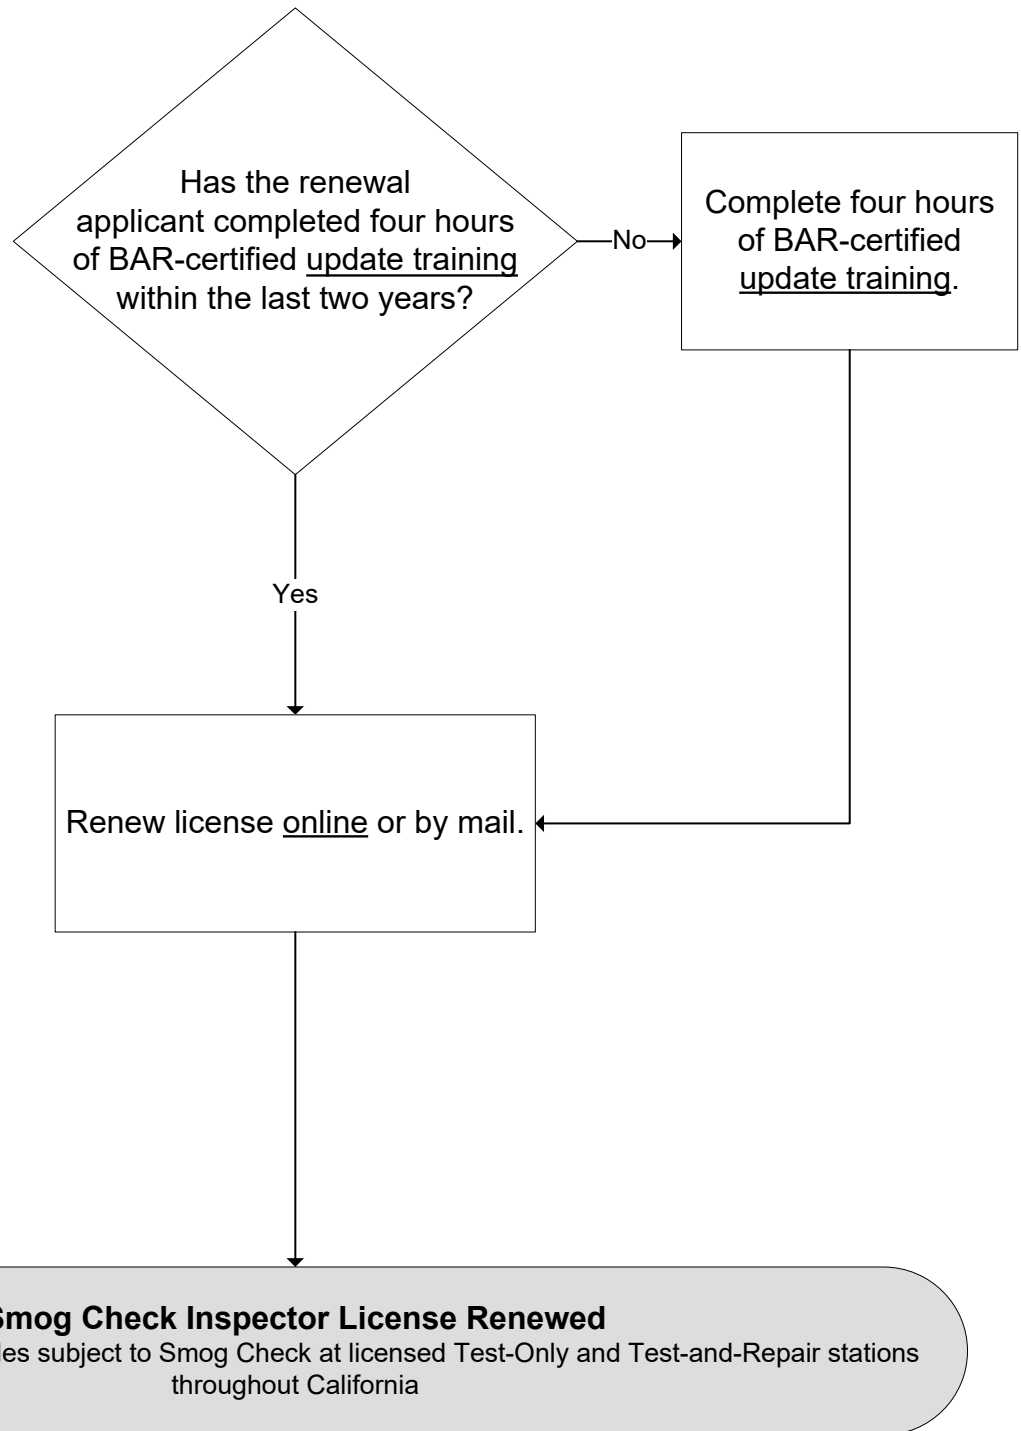 Has the renewal
applicant completed four hours
of BAR-certified update training
within the last two years?
No
Complete four hours
of BAR-certified
update training.
Yes
Renew license online or by mail.
Smog Check Inspector License Renewed
subject to Smog Check at licensed Test-Only and Test-and-Repair stations
throughout California